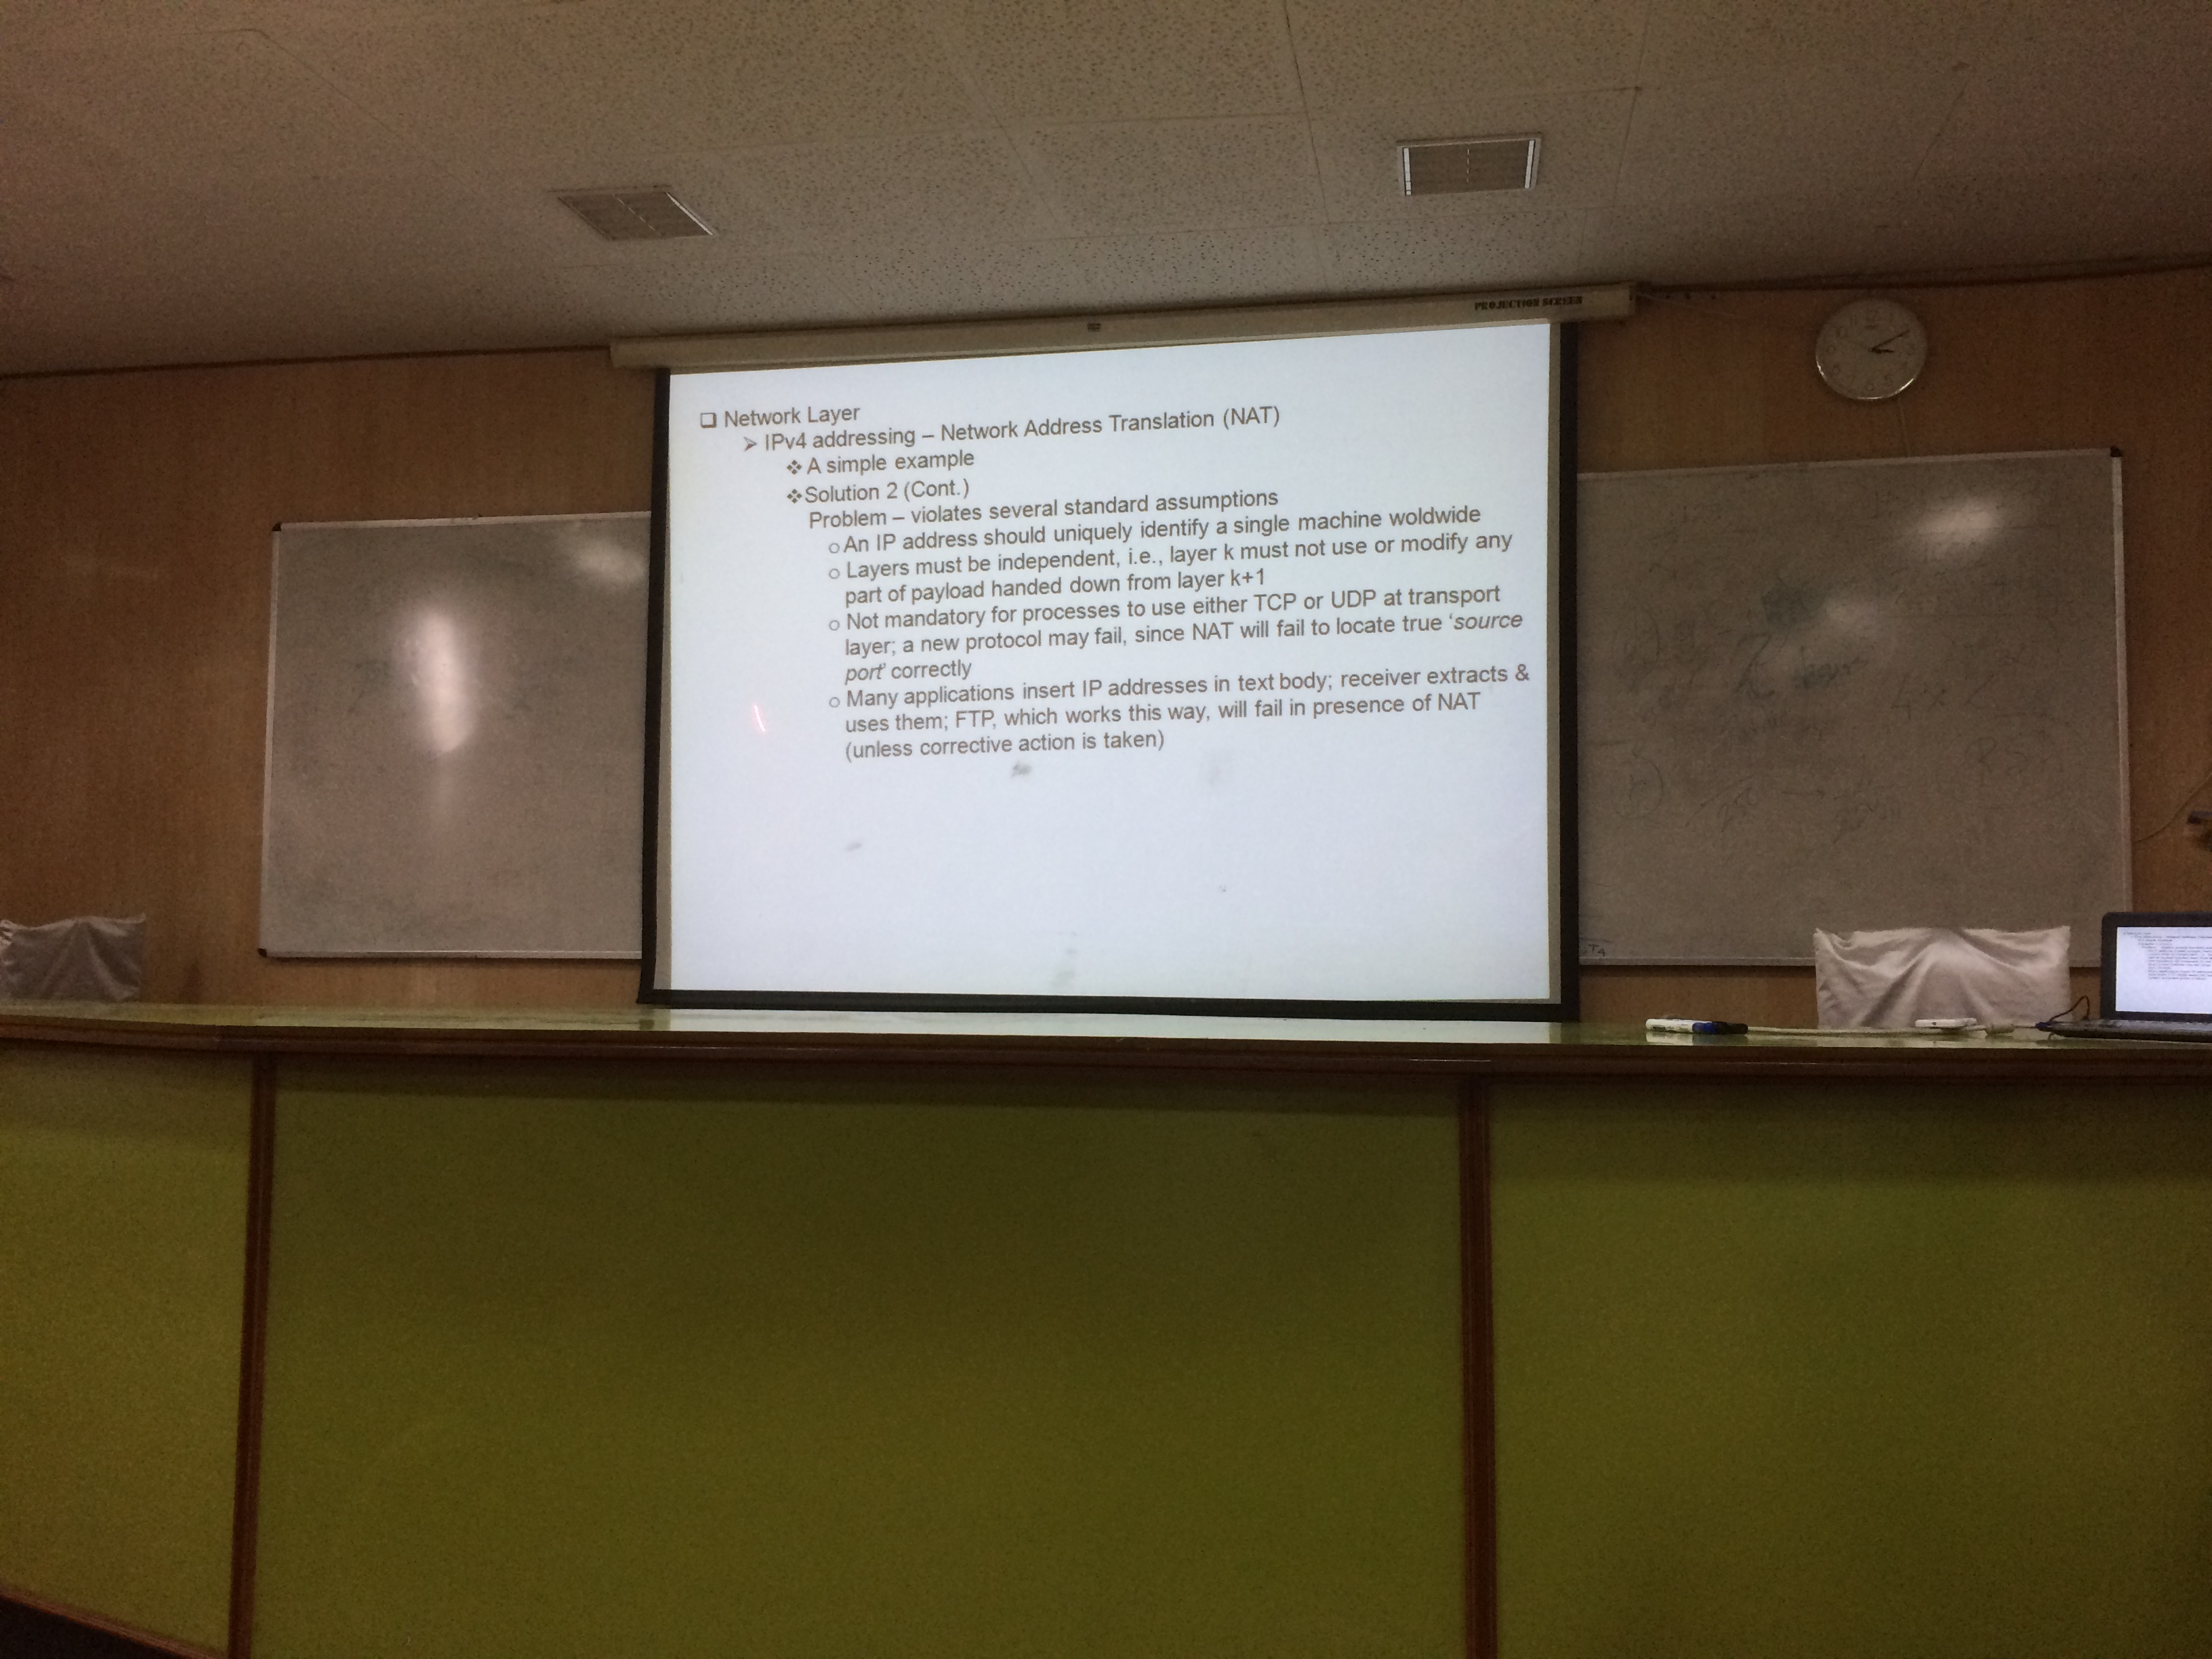 PROJECTION SCREEN
❑ Network Layer
➢ IPv4 addressing – Network Address Translation (NAT)
❖ A simple example
❖ Solution 2 (Cont.)
Problem – violates several standard assumptions
o An IP address should uniquely identify a single machine woldwide
o Layers must be independent, i.e., layer k must not use or modify any
part of payload handed down from layer k+1
o Not mandatory for processes to use either TCP or UDP at transport
layer; a new protocol may fail, since NAT will fail to locate true ‘source
port’ correctly
o Many applications insert IP addresses in text body; receiver extracts &
uses them; FTP, which works this way, will fail in presence of NAT
(unless corrective action is taken)